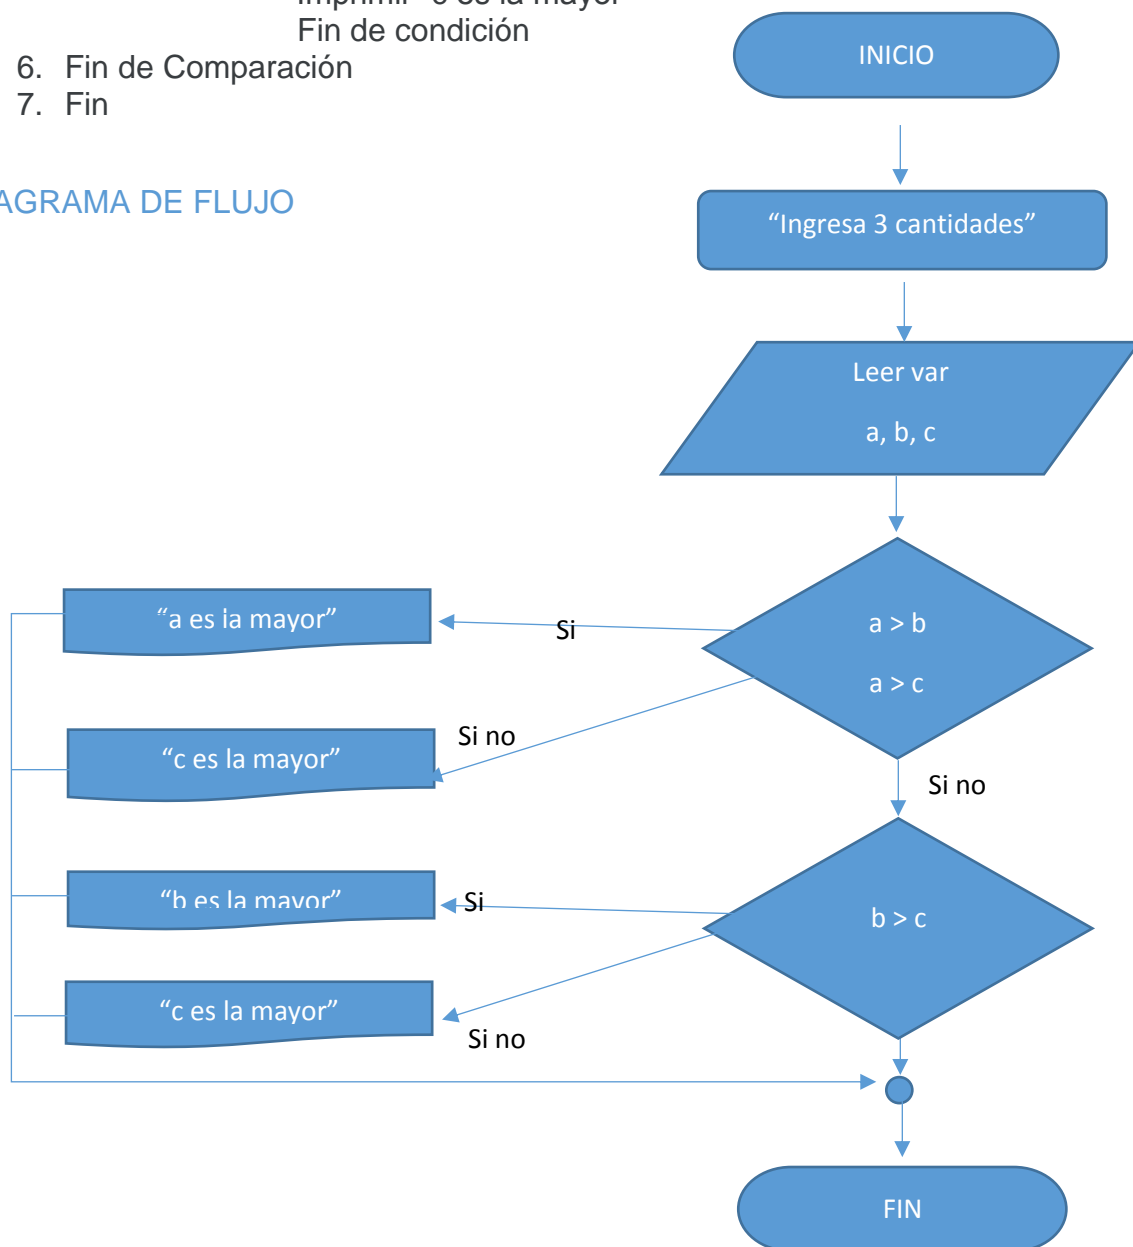 Fin de condición
6. Fin de Comparación
7. Fin
AGRAMA DE FLUJO
INICIO
“Ingresa 3 cantidades”
Leer var
a, b, c
a > b
a > c
Si
“a es la mayor”
Si no
“c es la mayor”
Si no
b > c
Si
“b es la mayor”
Si no
“c es la mayor”
FIN